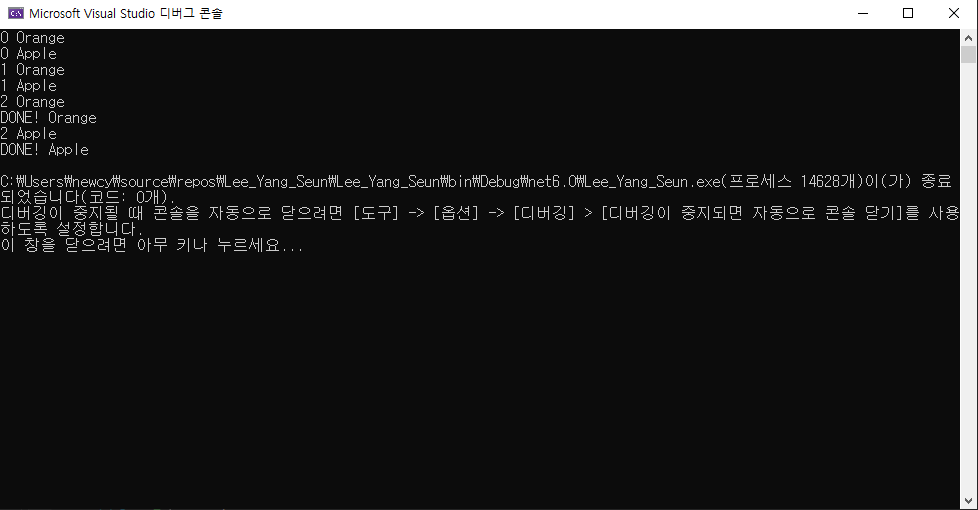 Microsoft Visual Studio 디버그 콘솔
0 Orange
0 Apple
1 Orange
1 Apple
2 Orange
DONE! Orange
2 Apple
DONE! Apple
C:₩Users₩newcy₩source₩repos₩Lee_Yang_Seun₩Lee_Yang_Seun₩bin₩Debug₩net6.0₩Lee_Yang_Seun.exe(프로세스 14628개)이(가) 종료
되었습니다(코드: 0개).
디버깅이 중지될 때 콘솔을 자동으로 닫으려면 [도구] -> [옵션] -> [디버깅] > [디버깅이 중지되면 자동으로 콘솔 닫기]를 사용
하도록 설정합니다.
이 창을 닫으려면 아무 키나 누르세요...